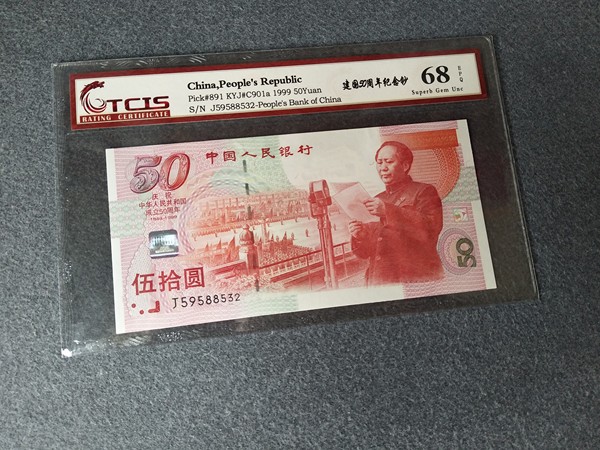 GTCIS
RATING CERTIFICATE
China,People's Republic
Pick#891 KYJ#C901a 1999 50Yuan
S/N J59588532-People's Bank of China
建国50周年纪念钞
68 EPQ
Superb Gem Unc
50
中国人民银行
庆祝
中华人民共和国
成立50周年
1949-1999
伍拾圆
J59588532
50